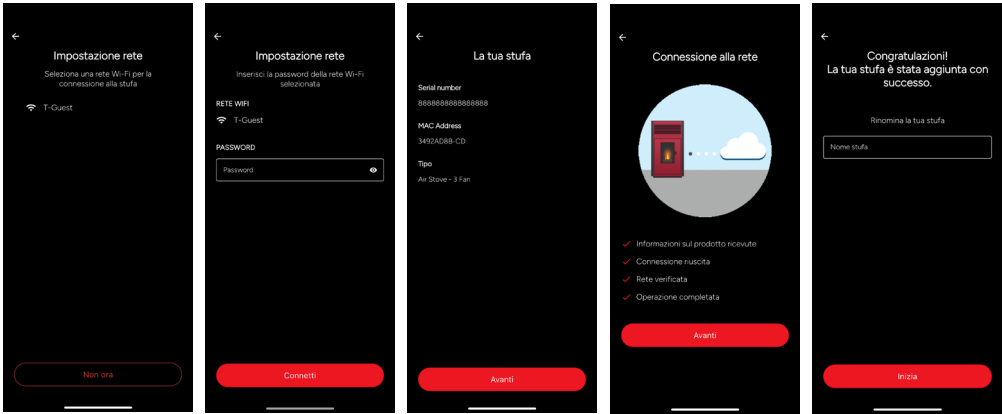 Impostazione rete
Seleziona una rete Wi-Fi per la
connessione alla stufa
T-Guest
Non ora
Impostazione rete
Inserisci la password della rete Wi-Fi
selezionata
RETE WIFI
T-Guest
PASSWORD
Password
Connetti
La tua stufa
Serial number
8888888888888888
MAC Address
3492AD8B-CD
Tipo
Air Stove - 3 Fan
Avanti
Connessione alla rete
Informazioni sul prodotto ricevute
Connessione riuscita
Rete verificata
Operazione completata
Avanti
Congratulazioni!
La tua stufa è stata aggiunta con
successo.
Rinomina la tua stufa
Nome stufa
Inizia